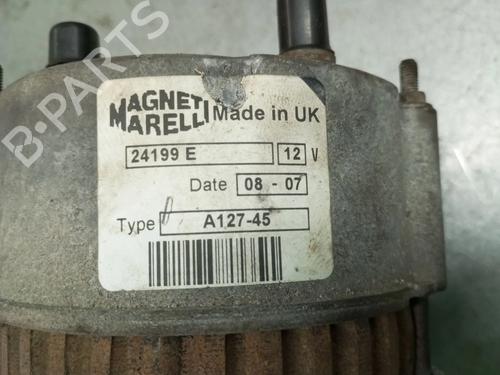 MAGNETI MARELLI Made in UK
24199 E 12 V
Date 08 - 07
Type A127-45
B-PARTS